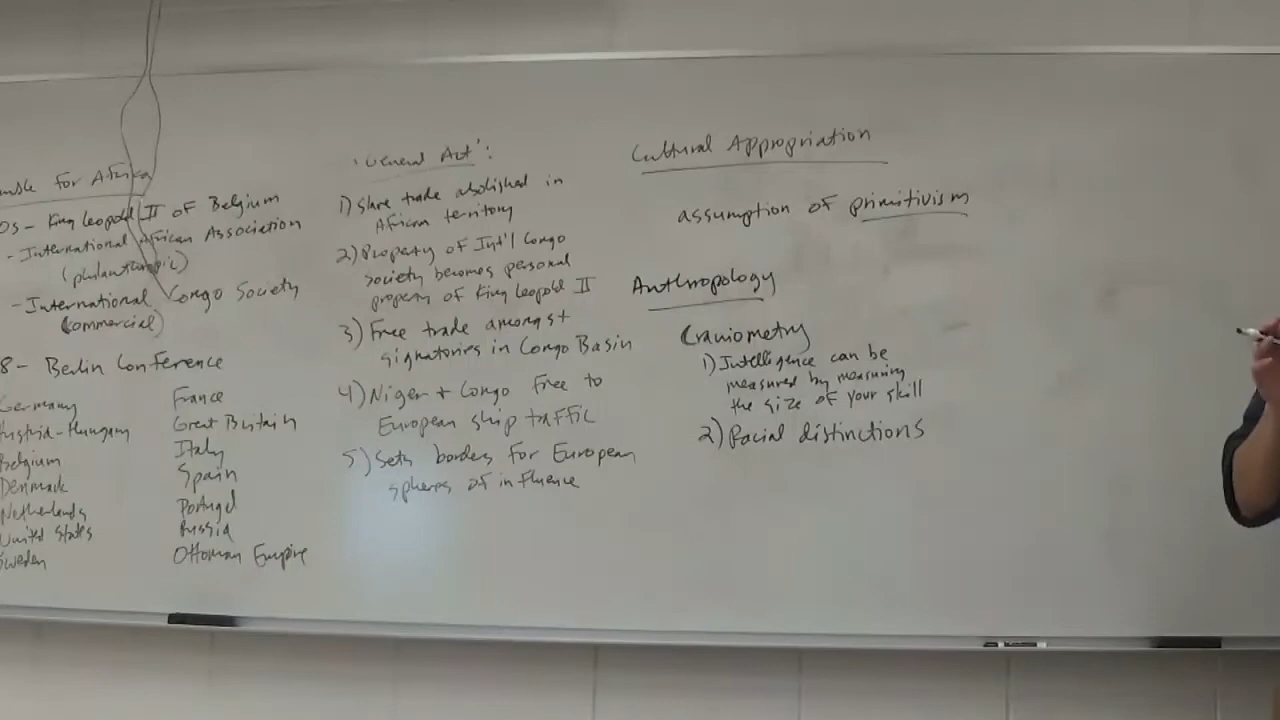 mble for Africa
0s - King Leopold II of Belgium
- International African Association
(philanthropic)
- International Congo Society
(commercial)
8 - Berlin Conference
Germany
Austria-Hungary
Belgium
Denmark
Netherlands
United States
Sweden
France
Great Britain
Italy
Spain
Portugal
Russia
Ottoman Empire
'General Act':
1) Slave trade abolished in
African territory
2) Property of Int'l Congo
society becomes personal
property of King Leopold II
3) Free trade amongst
signatories in Congo Basin
4) Niger + Congo free to
European ship traffic
5) Sets borders for European
spheres of influence
Cultural Appropriation
assumption of primitivism
Anthropology
Craniometry
1) Intelligence can be
measured by measuring
the size of your skull
2) Racial distinctions